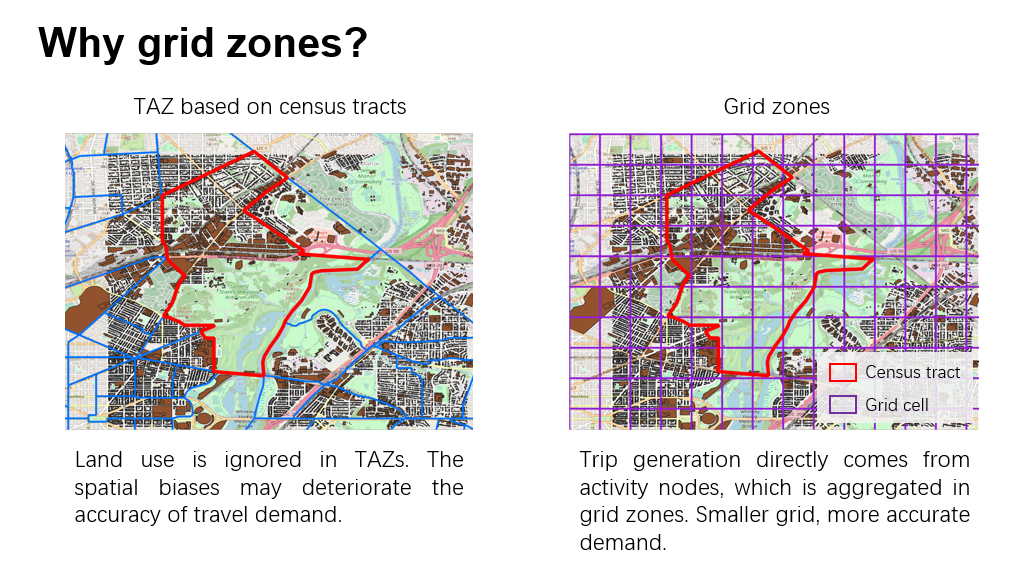 Why grid zones?
TAZ based on census tracts
Grid zones
Land use is ignored in TAZs. The
spatial biases may deteriorate the
accuracy of travel demand.
Census tract
Grid cell
Trip generation directly comes from
activity nodes, which is aggregated in
grid zones. Smaller grid, more accurate
demand.